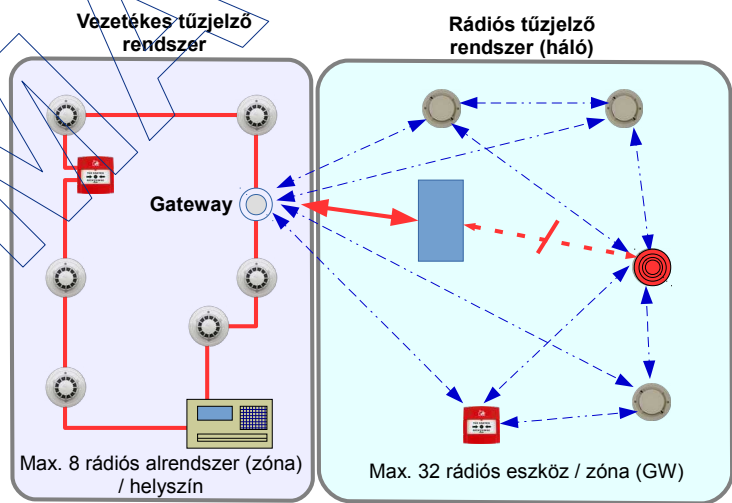 Vezetékes tűzjelző
rendszer
Rádiós tűzjelző
rendszer (háló)
Gateway
Max. 8 rádiós alrendszer (zóna)
/ helyszín
Max. 32 rádiós eszköz / zóna (GW)